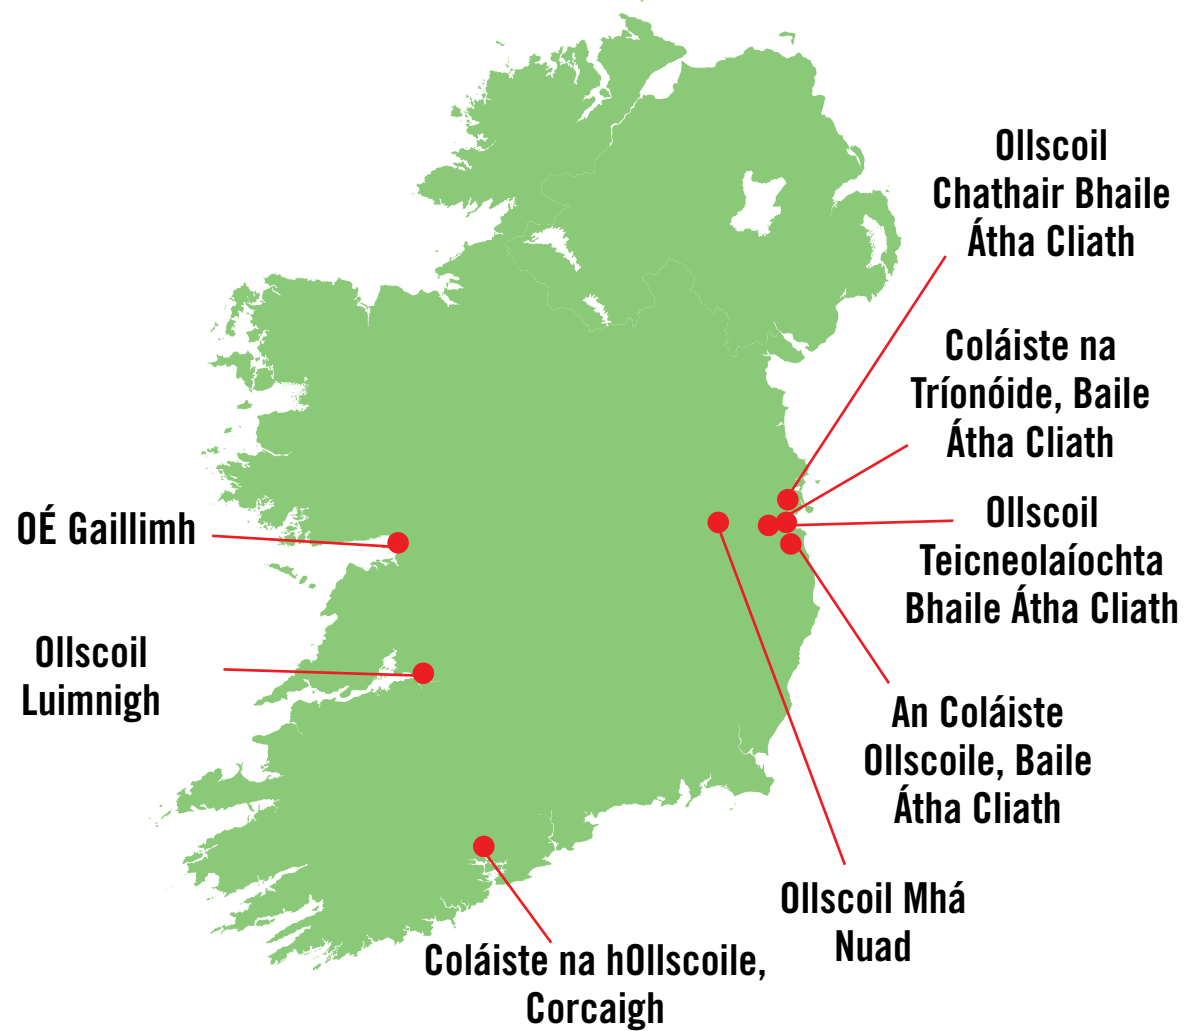 Ollscoil
Chathair Bhaile
Átha Cliath
Coláiste na
Tríonóide, Baile
Átha Cliath
OÉ Gaillimh
Ollscoil
Teicneolaíochta
Bhaile Átha Cliath
Ollscoil
Luimnigh
An Coláiste
Ollscoile, Baile
Átha Cliath
Ollscoil Mhá
Nuad
Coláiste na hOllscoile,
Corcaigh